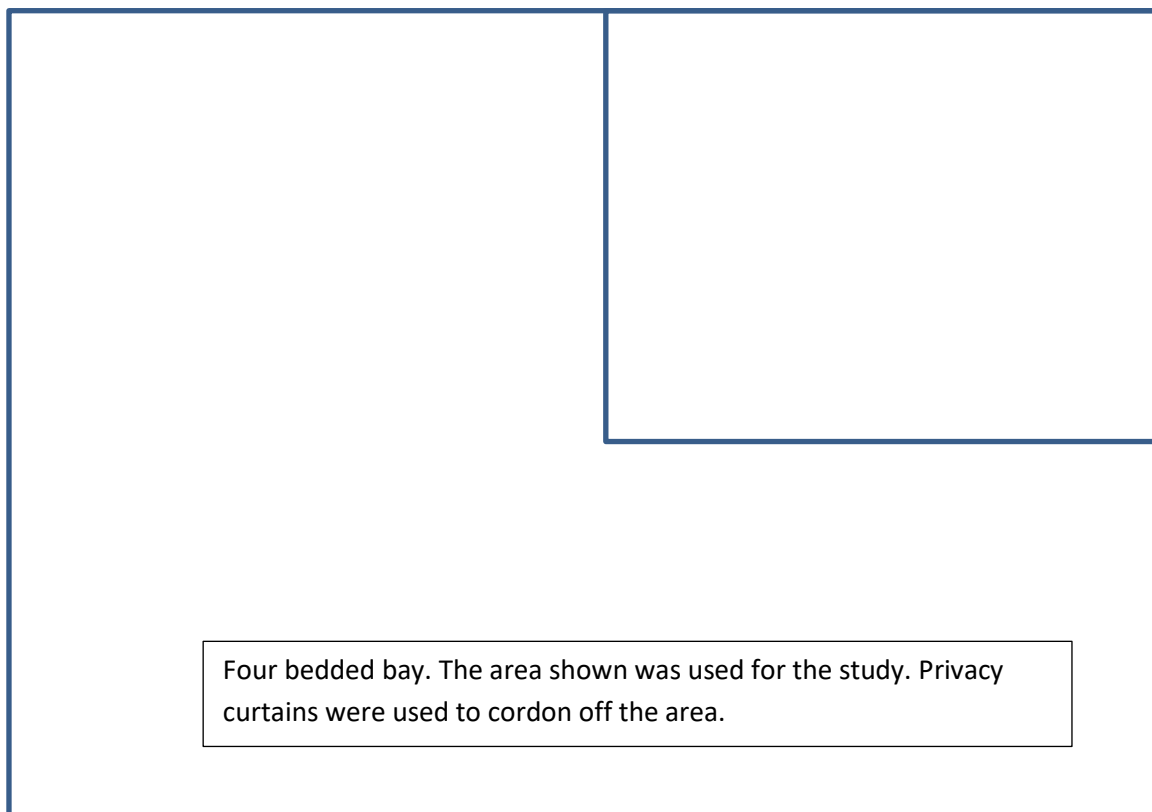 Four bedded bay. The area shown was used for the study. Privacy
curtains were used to cordon off the area.